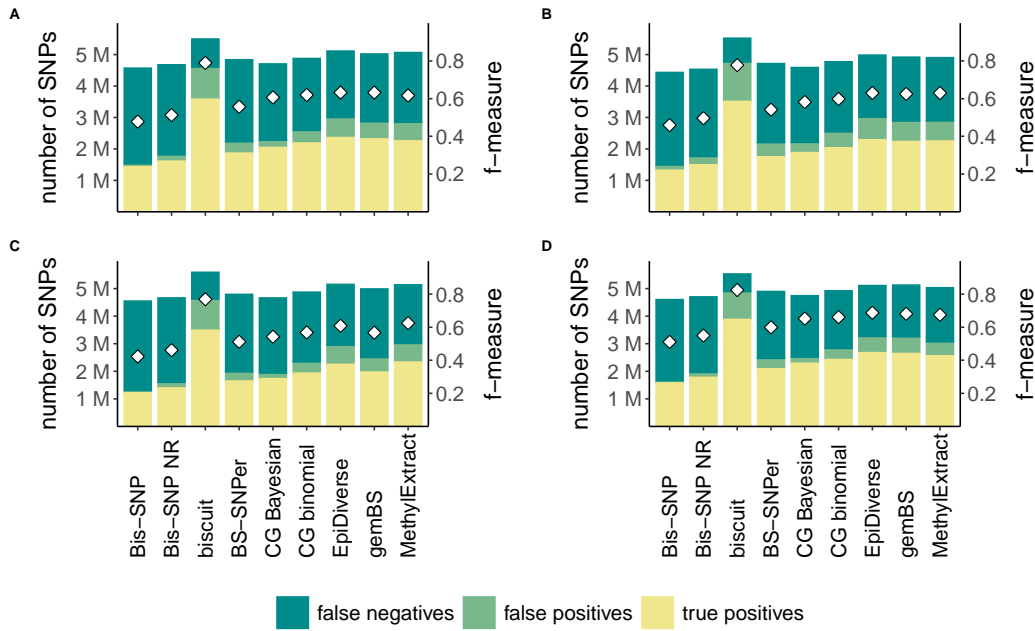 A
B
number of SNPs
5 M
4 M
3 M
2 M
1 M
0.8
0.6
0.4
0.2
f−measure
number of SNPs
5 M
4 M
3 M
2 M
1 M
0.8
0.6
0.4
0.2
f−measure
C
D
number of SNPs
5 M
4 M
3 M
2 M
1 M
0.8
0.6
0.4
0.2
f−measure
number of SNPs
5 M
4 M
3 M
2 M
1 M
0.8
0.6
0.4
0.2
f−measure
Bis−SNP
Bis−SNP NR
biscuit
BS−SNPer
CG Bayesian
CG binomial
EpiDiverse
gemBS
MethylExtract
Bis−SNP
Bis−SNP NR
biscuit
BS−SNPer
CG Bayesian
CG binomial
EpiDiverse
gemBS
MethylExtract
false negatives
false positives
true positives